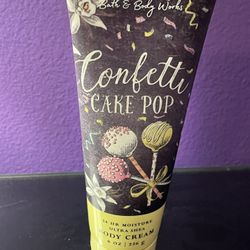 Bath & Body Works
Confetti
CAKE POP
24 HR MOISTURE
ULTRA SHEA
BODY CREAM
8 OZ / 226 g